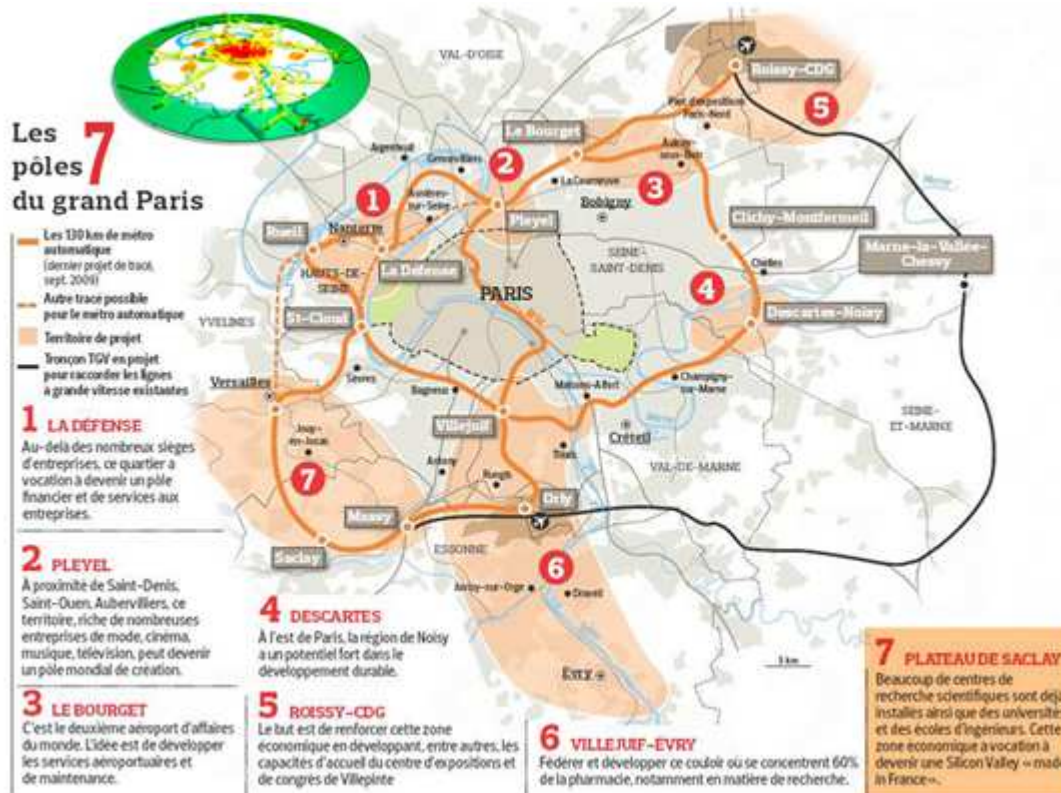 Les
pôles 7
du grand Paris
Les 130 km de métro
automatique
(dernier projet de tracé,
sept. 2009)
Autre tracé possible
pour le métro automatique
Territoire de projet
Tronçon TGV en projet
pour raccorder les lignes
à grande vitesse existantes
1 LA DÉFENSE
Au-delà des nombreux sièges
d'entreprises, ce quartier a
vocation à devenir un pôle
financier et de services aux
entreprises.
2 PLEYEL
À proximité de Saint-Denis,
Saint-Ouen, Aubervilliers, ce
territoire, riche de nombreuses
entreprises de mode, cinéma,
musique, télévision, peut devenir
un pôle mondial de création.
3 LE BOURGET
C'est le deuxième aéroport d'affaires
du monde. L'idée est de développer
les services aéroportuaires et
de maintenance.
4 DESCARTES
À l'est de Paris, la région de Noisy
a un potentiel fort dans le
développement durable.
5 ROISSY-CDG
Le but est de renforcer cette zone
économique en développant, entre autres, les
capacités d'accueil du centre d'expositions et
de congrès de Villepinte
6 VILLEJUIF-ÉVRY
Fédérer et développer ce couloir où se concentrent 60%
de la pharmacie, notamment en matière de recherche.
7 PLATEAU DE SACLAY
Beaucoup de centres de
recherche scientifiques sont déjà
installés ainsi que des universités
et des écoles d'ingénieurs. Cette
zone économique a vocation à
devenir une Silicon Valley « made
in France ».
VAL-D'OISE
Roissy-CDG
5
Parc d'exposition
Paris-Nord
Le Bourget
Argenteuil
Gennevilliers
2
Aulnay-
sous-Bois
La Courneuve
3
1
Asnières-
sur-Seine
Bobigny
Pleyel
Clichy-Montfermeil
Rueil
Nanterre
La Défense
SEINE-
SAINT-DENIS
Marne-la-Vallée-
Chessy
Chelles
HAUTS-DE-
SEINE
PARIS
4
St-Cloud
Descartes-Noisy
YVELINES
Sèvres
Versailles
Bagneux
Maisons-Alfort
Champigny-
sur-Marne
Villejuif
Créteil
SEINE-
ET-MARNE
Jouy-
en-Josas
Antony
Thiais
VAL-DE-MARNE
7
Rungis
Orly
Massy
Saclay
ESSONNE
6
Juvisy-sur-Orge
Draveil
Évry
5 km